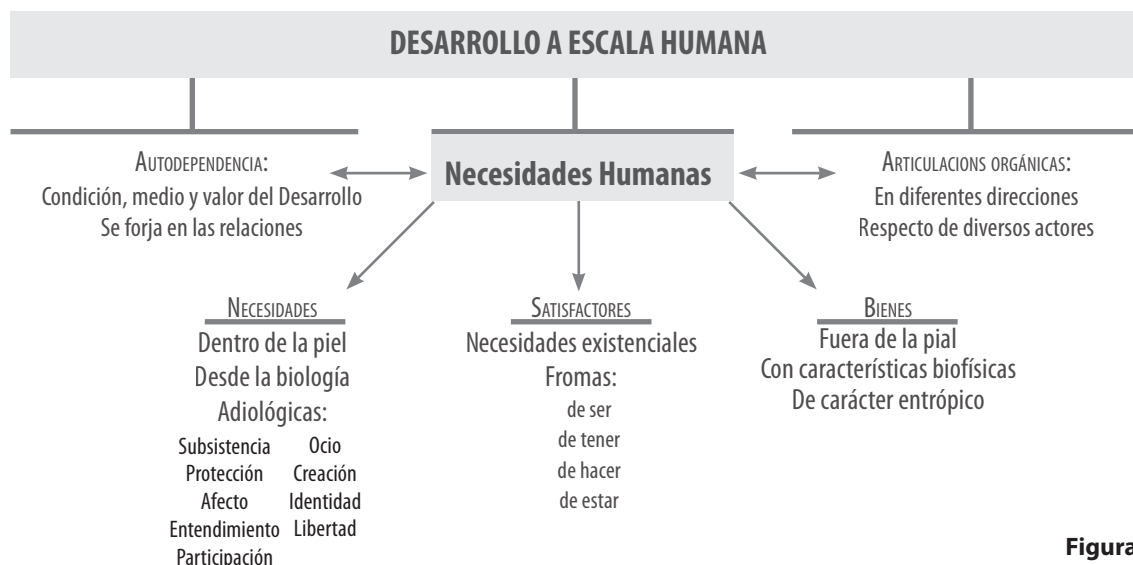 DESARROLLO A ESCALA HUMANA
AUTODEPENDENCIA:
Condición, medio y valor del Desarrollo
Se forja en las relaciones
Necesidades Humanas
ARTICULACIONS ORGÁNICAS:
En diferentes direcciones
Respecto de diversos actores
NECESIDADES
Dentro de la piel
Desde la biología
Adiológicas:
Subsistencia Ocio
Protección Creación
Afecto Identidad
Entendimiento Libertad
Participación
SATISFACTORES
Necesidades existenciales
Fromas:
de ser
de tener
de hacer
de estar
BIENES
Fuera de la pial
Con características biofísicas
De carácter entrópico
Figura